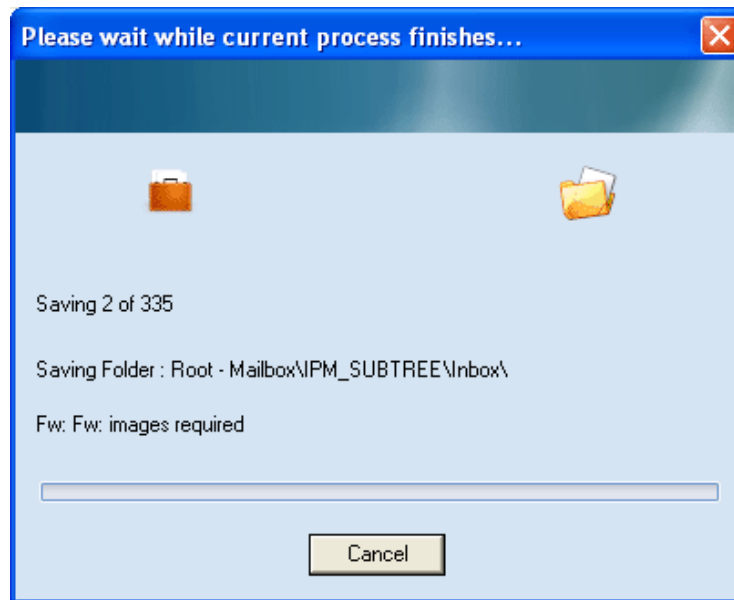 Please wait while current process finishes...
Saving 2 of 335
Saving Folder : Root - Mailbox\IPM_SUBTREE\Inbox\
Fw: Fw: images required
Cancel